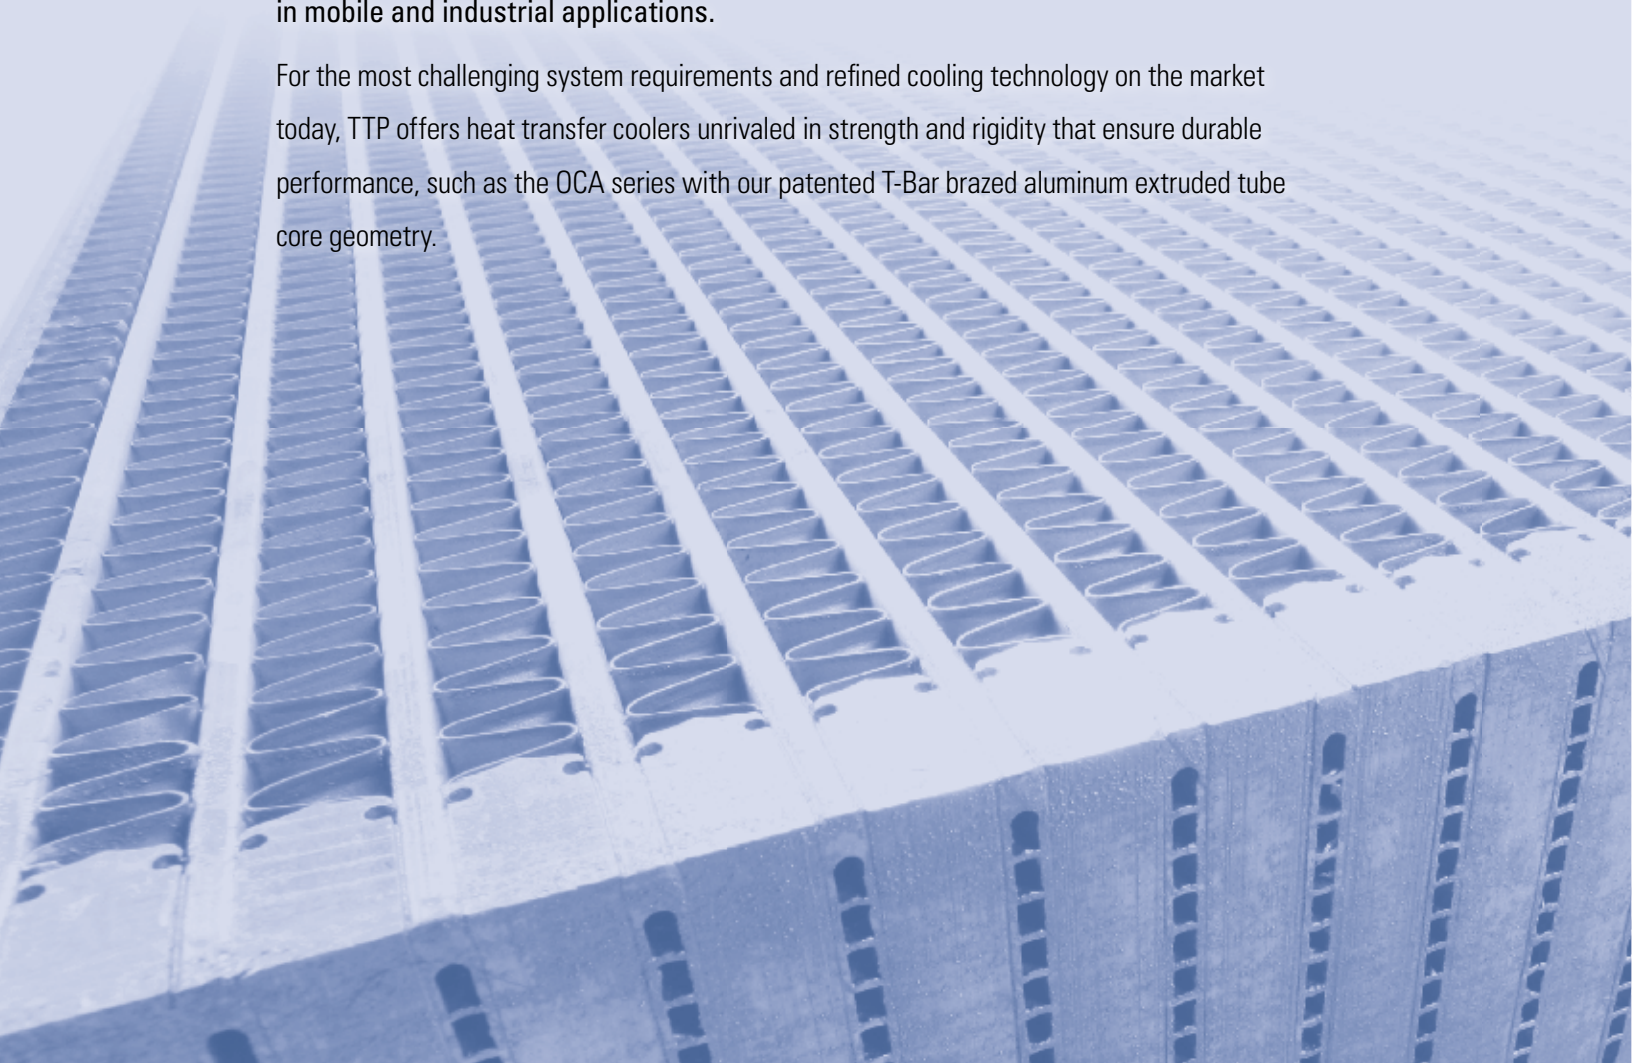 in mobile and industrial applications.
For the most challenging system requirements and refined cooling technology on the market
today, TTP offers heat transfer coolers unrivaled in strength and rigidity that ensure durable
performance, such as the OCA series with our patented T-Bar brazed aluminum extruded tube
core geometry.